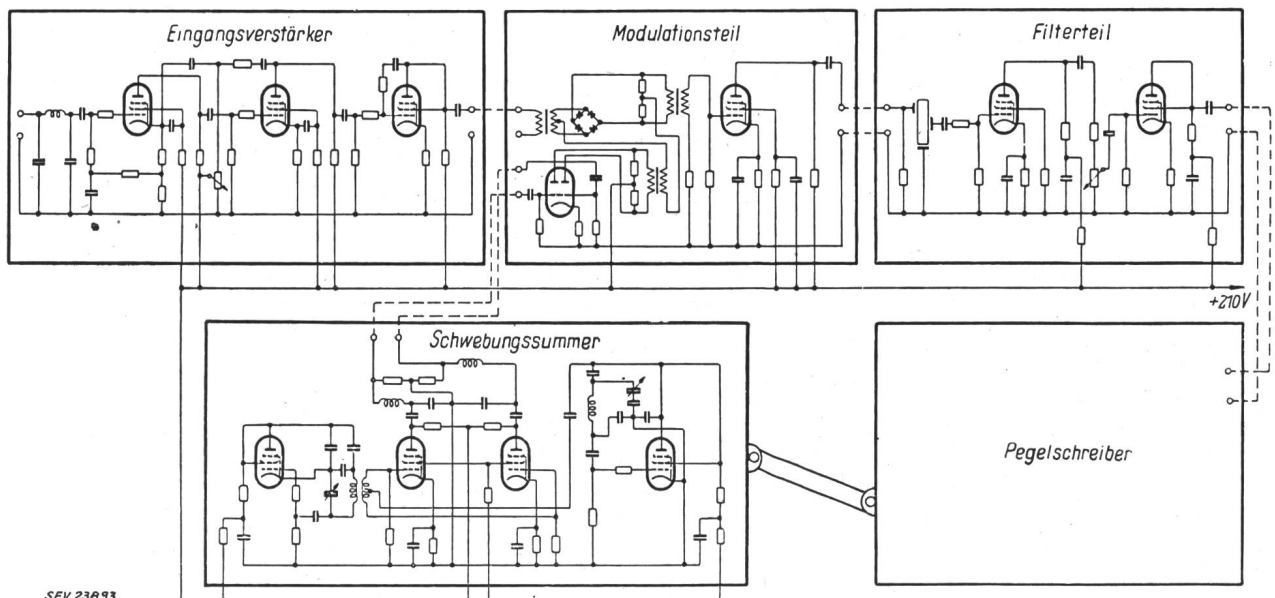 Eingangsverstärker
Modulationsteil
Filterteil
+210V
Schwebungssummer
Pegelschreiber
SEV 23893